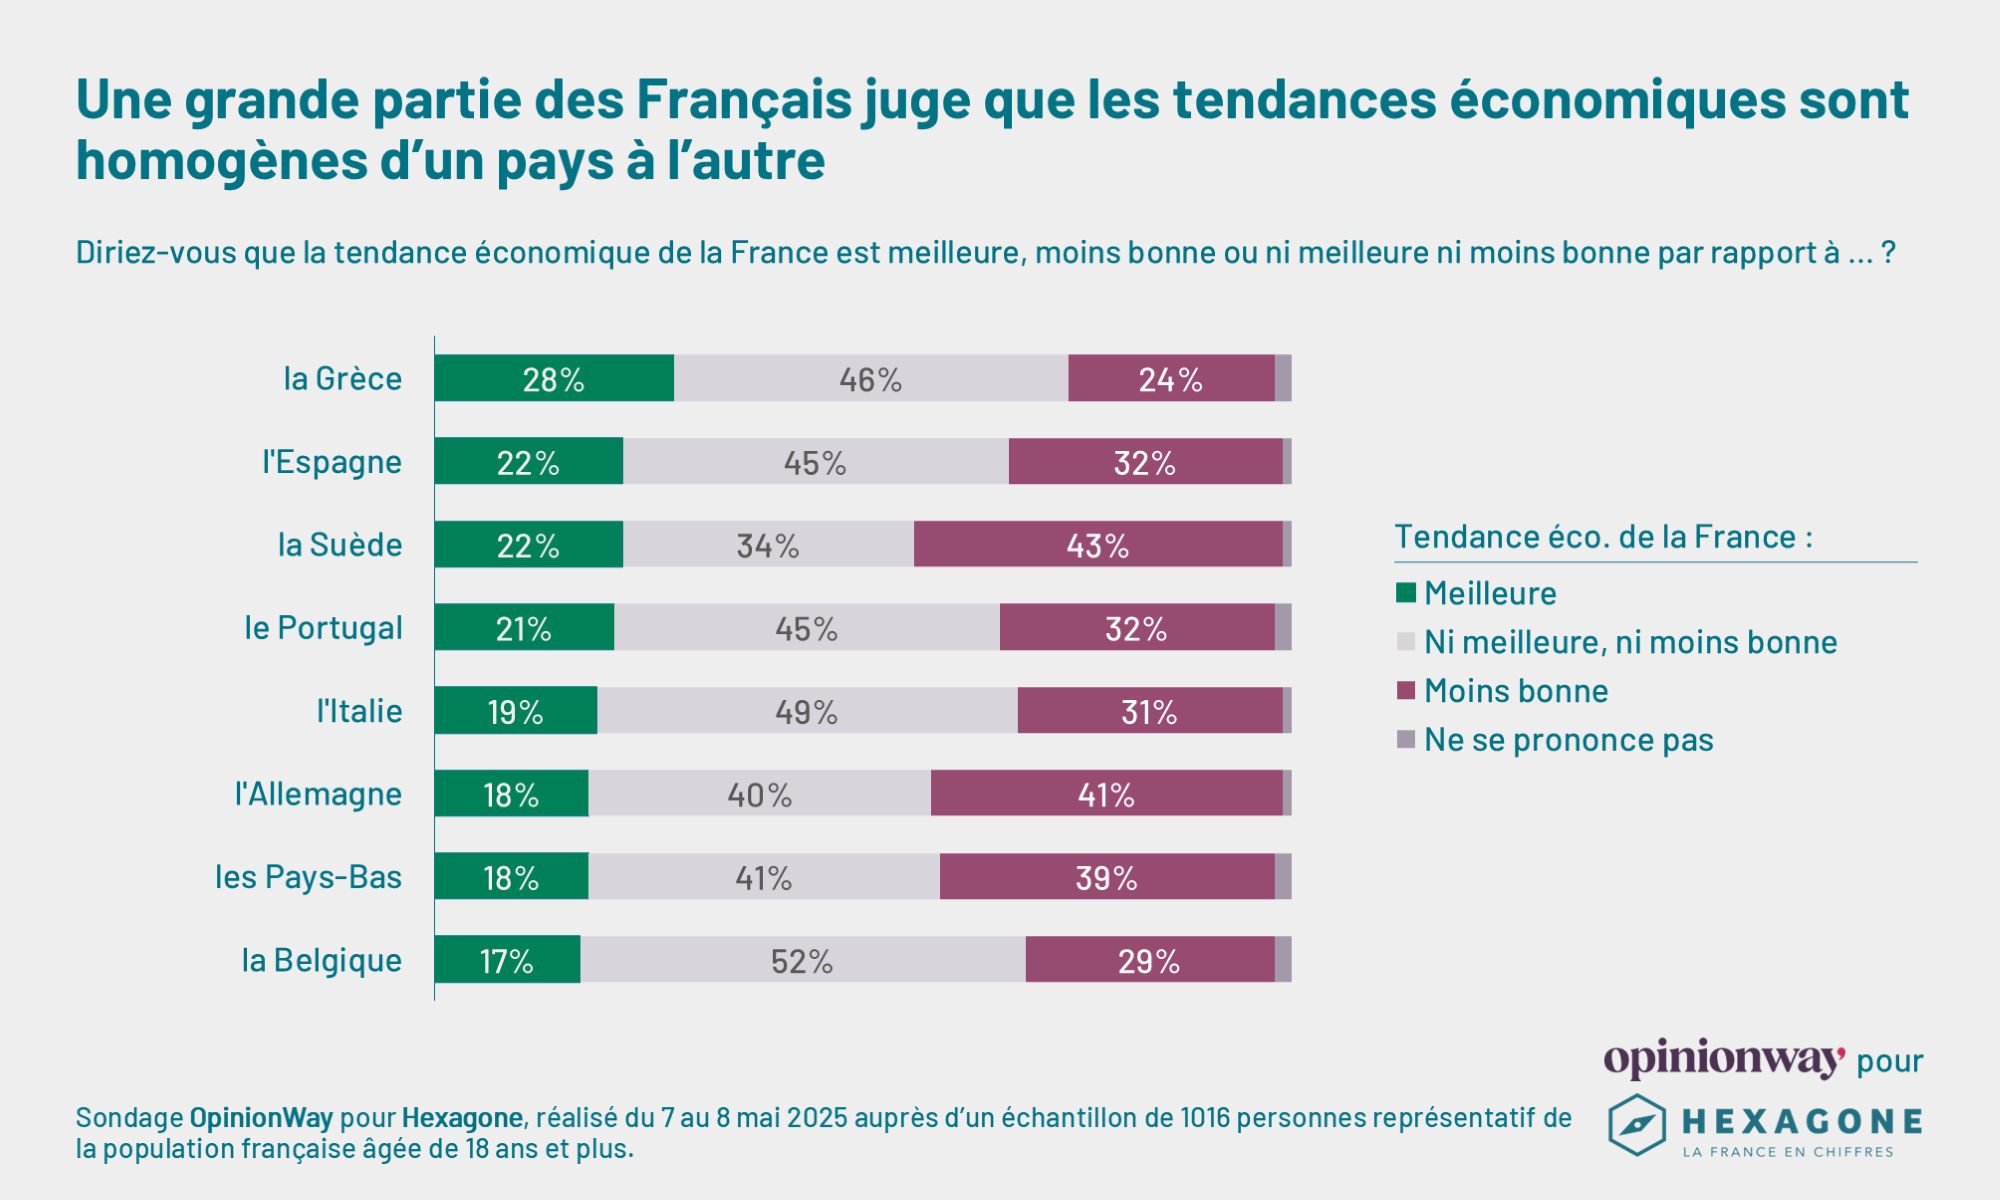 Une grande partie des Français juge que les tendances économiques sont
homogènes d’un pays à l’autre
Diriez-vous que la tendance économique de la France est meilleure, moins bonne ou ni meilleure ni moins bonne par rapport à ... ?
la Grèce 28% 46% 24%
l'Espagne 22% 45% 32%
la Suède 22% 34% 43%
le Portugal 21% 45% 32%
l'Italie 19% 49% 31%
l'Allemagne 18% 40% 41%
les Pays-Bas 18% 41% 39%
la Belgique 17% 52% 29%
Tendance éco. de la France :
Meilleure
Ni meilleure, ni moins bonne
Moins bonne
Ne se prononce pas
opinionway pour
HEXAGONE
LA FRANCE EN CHIFFRES
Sondage OpinionWay pour Hexagone, réalisé du 7 au 8 mai 2025 auprès d’un échantillon de 1016 personnes représentatif de
la population française âgée de 18 ans et plus.